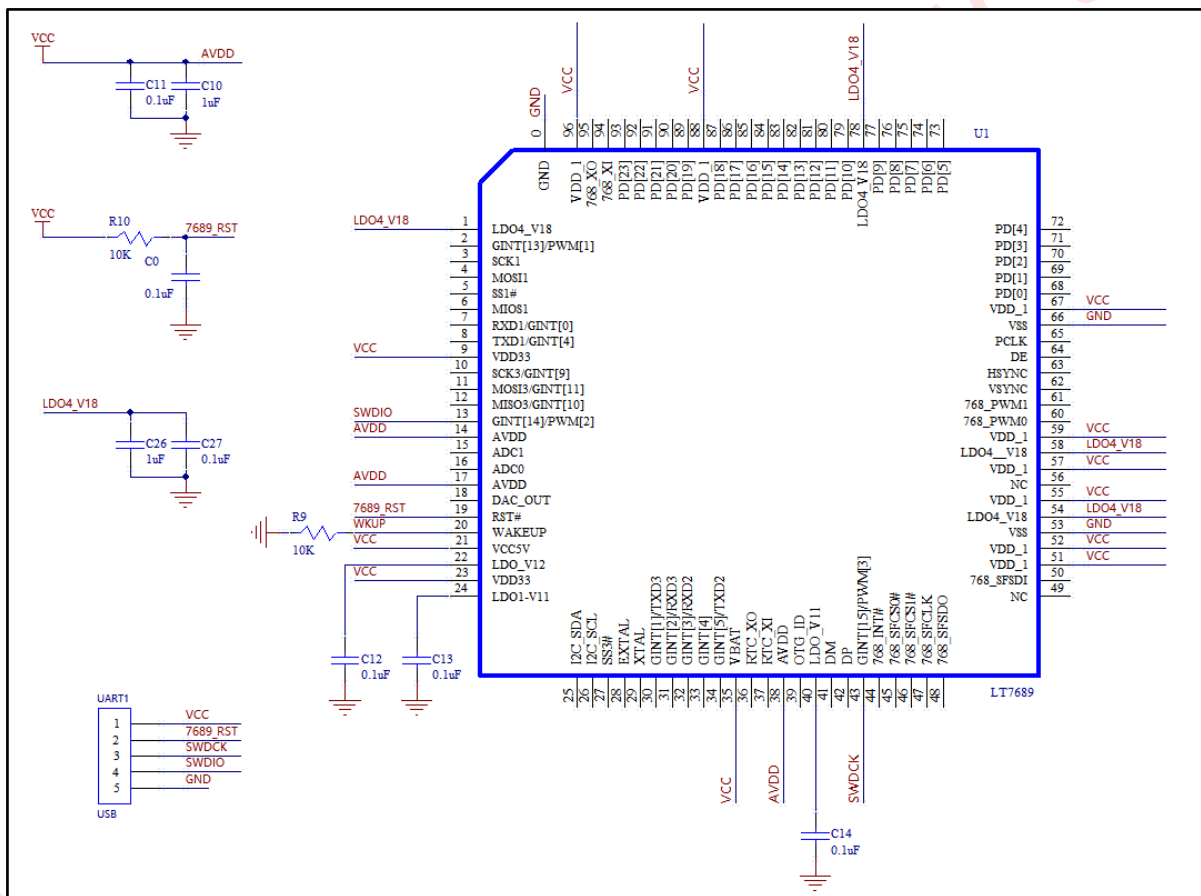 VCC
AVDD
C11
0.1uF
C10
1uF
VCC
R10
10K
7689_RST
C0
0.1uF
LDO4_V18
C26
1uF
C27
0.1uF
UART1
1 VCC
2 7689_RST
3 SWDCK
4 SWDIO
5 GND
USB
U1
LT7689
GND 0 GND
VCC 96 VDD_1
95 768_XO
94 768_XI
93 PD[23]
92 PD[22]
91 PD[21]
90 PD[20]
89 PD[19]
VCC 88 VDD_1
87 PD[18]
86 PD[17]
85 PD[16]
84 PD[15]
83 PD[14]
82 PD[13]
81 PD[12]
80 PD[11]
79 PD[10]
LDO4_V18 78 LDO4_V18
77 PD[9]
76 PD[8]
75 PD[7]
74 PD[6]
73 PD[5]
LDO4_V18 1 LDO4_V18
2 GINT[13]/PWM[1]
3 SCK1
4 MOSI1
5 SS1#
6 MIOS1
7 RXD1/GINT[0]
8 TXD1/GINT[4]
VCC 9 VDD33
10 SCK3/GINT[9]
11 MOSI3/GINT[11]
12 MISO3/GINT[10]
SWDIO 13 GINT[14]/PWM[2]
AVDD 14 AVDD
15 ADC1
16 ADC0
AVDD 17 AVDD
18 DAC_OUT
7689_RST 19 RST#
R9
10K
WKUP 20 WAKEUP
VCC 21 VCC5V
22 LDO_V12
VCC 23 VDD33
24 LDO1-V11
C12
0.1uF
C13
0.1uF
PD[4] 72
PD[3] 71
PD[2] 70
PD[1] 69
PD[0] 68
VDD_1 67 VCC
VSS 66 GND
PCLK 65
DE 64
HSYNC 63
VSYNC 62
768_PWM1 61
768_PWM0 60
VDD_1 59 VCC
LDO4__V18 58 LDO4_V18
VDD_1 57 VCC
NC 56
VDD_1 55 VCC
LDO4_V18 54 LDO4_V18
VSS 53 GND
VDD_1 52 VCC
VDD_1 51 VCC
768_SFSDI 50
NC 49
I2C_SDA 25
I2C_SCL 26
SS3# 27
EXTAL 28
XTAL 29
GINT[1]/TXD3 30
GINT[2]/RXD3 31
GINT[3]/RXD2 32
GINT[4] 33
GINT[5]/TXD2 34
VBAT 35 VCC
RTC_XO 36
RTC_XI 37
AVDD 38 AVDD
OTG_ID 39
LDO_V11 40
DM 41
DP 42
GINT[15]/PWM[3] 43 SWDCK
768_INT# 44
768_SFCS0# 45
768_SFCS1# 46
768_SFCLK 47
768_SFSDO 48
C14
0.1uF